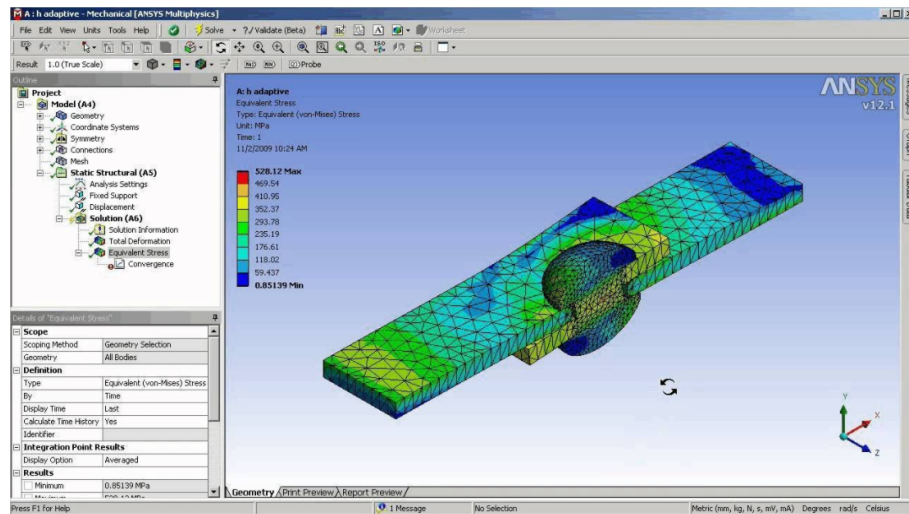 A : h adaptive - Mechanical [ANSYS Multiphysics]
File Edit View Units Tools Help Solve ?/Validate (Beta) Worksheet
Result 1.0 (True Scale) Probe
Outline
Project
Model (A4)
Geometry
Coordinate Systems
Symmetry
Connections
Mesh
Static Structural (A5)
Analysis Settings
Fixed Support
Displacement
Solution (A6)
Solution Information
Total Deformation
Equivalent Stress
Convergence
Details of "Equivalent Stress"
Scope
Scoping Method Geometry Selection
Geometry All Bodies
Definition
Type Equivalent (von-Mises) Stress
By Time
Display Time Last
Calculate Time History Yes
Identifier
Integration Point Results
Display Option Averaged
Results
Minimum 0.85139 MPa
Maximum 528.12 MPa
A: h adaptive
Equivalent Stress
Type: Equivalent (von-Mises) Stress
Unit: MPa
Time: 1
11/2/2009 10:24 AM
528.12 Max
469.54
410.95
352.37
293.78
235.19
176.61
118.02
59.437
0.85139 Min
ANSYS
v12.1
Y
X
Z
Geometry Print Preview Report Preview
Press F1 for Help 1 Message No Selection Metric (mm, kg, N, s, mV, mA) Degrees rad/s Celsius